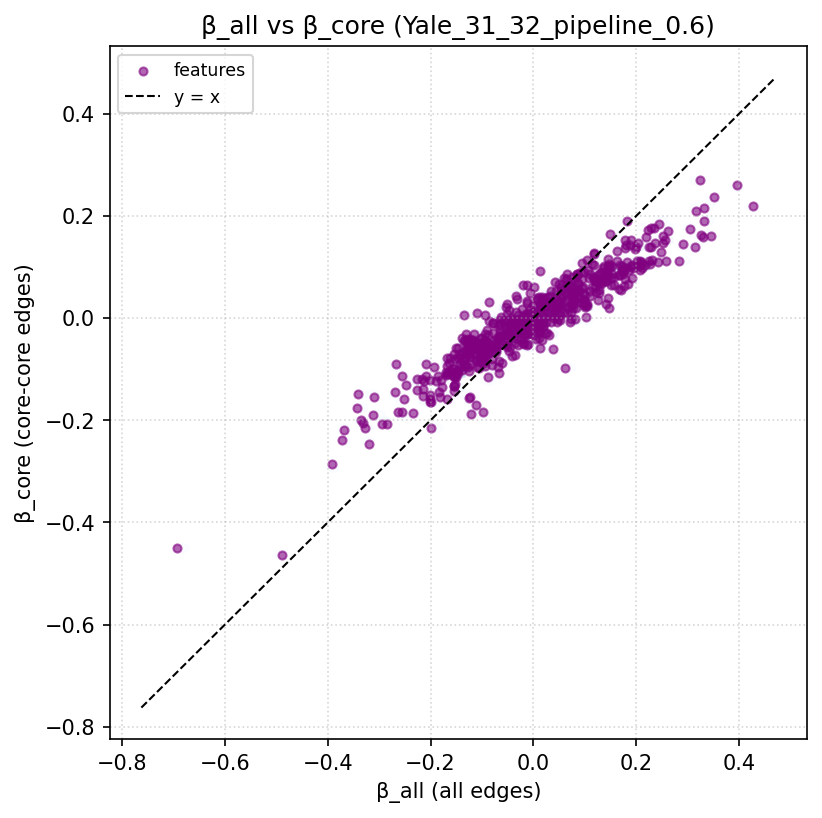 β_all vs β_core (Yale_31_32_pipeline_0.6)
features
y = x
β_core (core-core edges)
0.4
0.2
0.0
−0.2
−0.4
−0.6
−0.8
−0.8 −0.6 −0.4 −0.2 0.0 0.2 0.4
β_all (all edges)